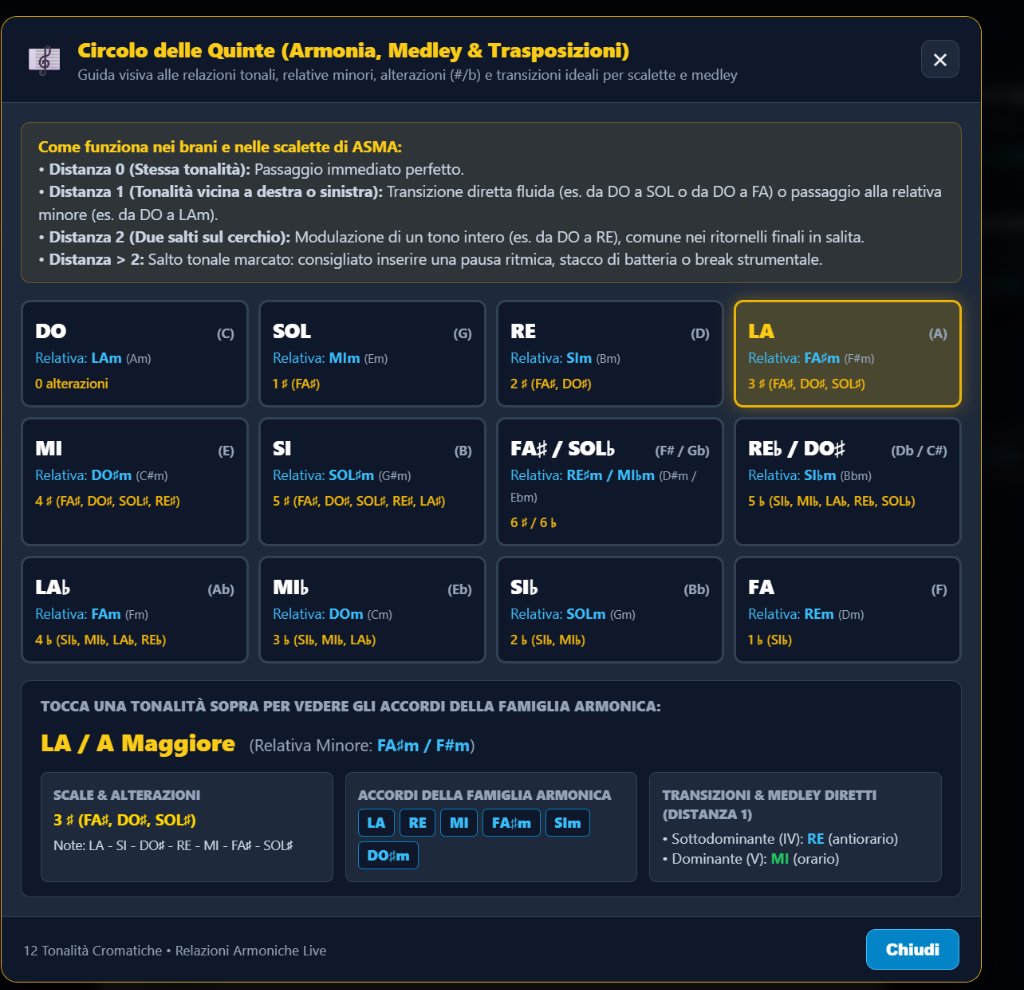 Circolo delle Quinte (Armonia, Medley & Trasposizioni)
Guida visiva alle relazioni tonali, relative minori, alterazioni (#/b) e transizioni ideali per scalette e medley
✕
Come funziona nei brani e nelle scalette di ASMA:
• Distanza 0 (Stessa tonalità): Passaggio immediato perfetto.
• Distanza 1 (Tonalità vicina a destra o sinistra): Transizione diretta fluida (es. da DO a SOL o da DO a FA) o passaggio alla relativa
minore (es. da DO a LAm).
• Distanza 2 (Due salti sul cerchio): Modulazione di un tono intero (es. da DO a RE), comune nei ritornelli finali in salita.
• Distanza > 2: Salto tonale marcato: consigliato inserire una pausa ritmica, stacco di batteria o break strumentale.
DO (C)
Relativa: LAm (Am)
0 alterazioni
SOL (G)
Relativa: MIm (Em)
1 ♯ (FA♯)
RE (D)
Relativa: SIm (Bm)
2 ♯ (FA♯, DO♯)
LA (A)
Relativa: FA♯m (F#m)
3 ♯ (FA♯, DO♯, SOL♯)
MI (E)
Relativa: DO♯m (C#m)
4 ♯ (FA♯, DO♯, SOL♯, RE♯)
SI (B)
Relativa: SOL♯m (G#m)
5 ♯ (FA♯, DO♯, SOL♯, RE♯, LA♯)
FA♯ / SOL♭ (F# / Gb)
Relativa: RE♯m / MI♭m (D#m /
Ebm)
6 ♯ / 6 ♭
RE♭ / DO♯ (Db / C#)
Relativa: SI♭m (Bbm)
5 ♭ (SI♭, MI♭, LA♭, RE♭, SOL♭)
LA♭ (Ab)
Relativa: FAm (Fm)
4 ♭ (SI♭, MI♭, LA♭, RE♭)
MI♭ (Eb)
Relativa: DOm (Cm)
3 ♭ (SI♭, MI♭, LA♭)
SI♭ (Bb)
Relativa: SOLm (Gm)
2 ♭ (SI♭, MI♭)
FA (F)
Relativa: REm (Dm)
1 ♭ (SI♭)
TOCCA UNA TONALITÀ SOPRA PER VEDERE GLI ACCORDI DELLA FAMIGLIA ARMONICA:
LA / A Maggiore (Relativa Minore: FA♯m / F#m)
SCALE & ALTERAZIONI
3 ♯ (FA♯, DO♯, SOL♯)
Note: LA - SI - DO♯ - RE - MI - FA♯ - SOL♯
ACCORDI DELLA FAMIGLIA ARMONICA
LA RE MI FA♯m SIm
DO♯m
TRANSIZIONI & MEDLEY DIRETTI
(DISTANZA 1)
• Sottodominante (IV): RE (antiorario)
• Dominante (V): MI (orario)
12 Tonalità Cromatiche • Relazioni Armoniche Live
Chiudi